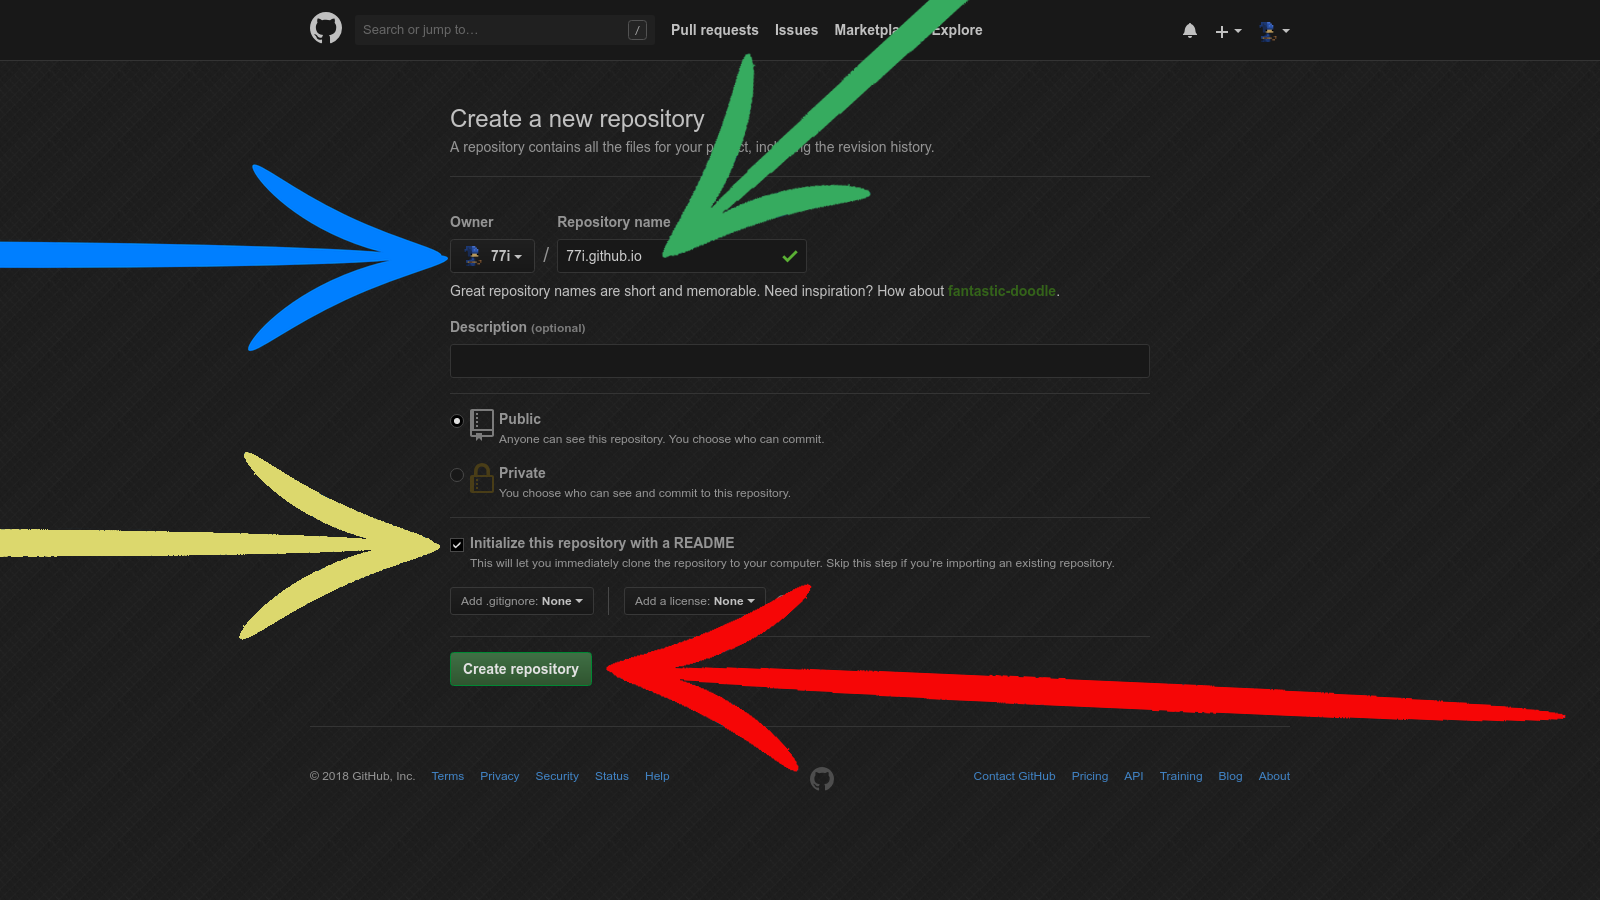 Search or jump to… /
Pull requests Issues Explore
Create a new repository
A repository contains all the files for your the revision history.
Owner Repository name
77i / 77i.github.io
Great repository names are short and memorable. Need inspiration? How about fantastic-doodle.
Description (optional)
Public
Anyone can see this repository. You choose who can commit.
Private
You choose who can see and commit to this repository.
Initialize this repository with a README
This will let you immediately clone the repository to your computer. Skip this step if you're importing an existing repository.
Add .gitignore: None Add a license: None
Create repository
© 2018 GitHub, Inc. Terms Privacy Security Status Help Contact GitHub Pricing API Training Blog About